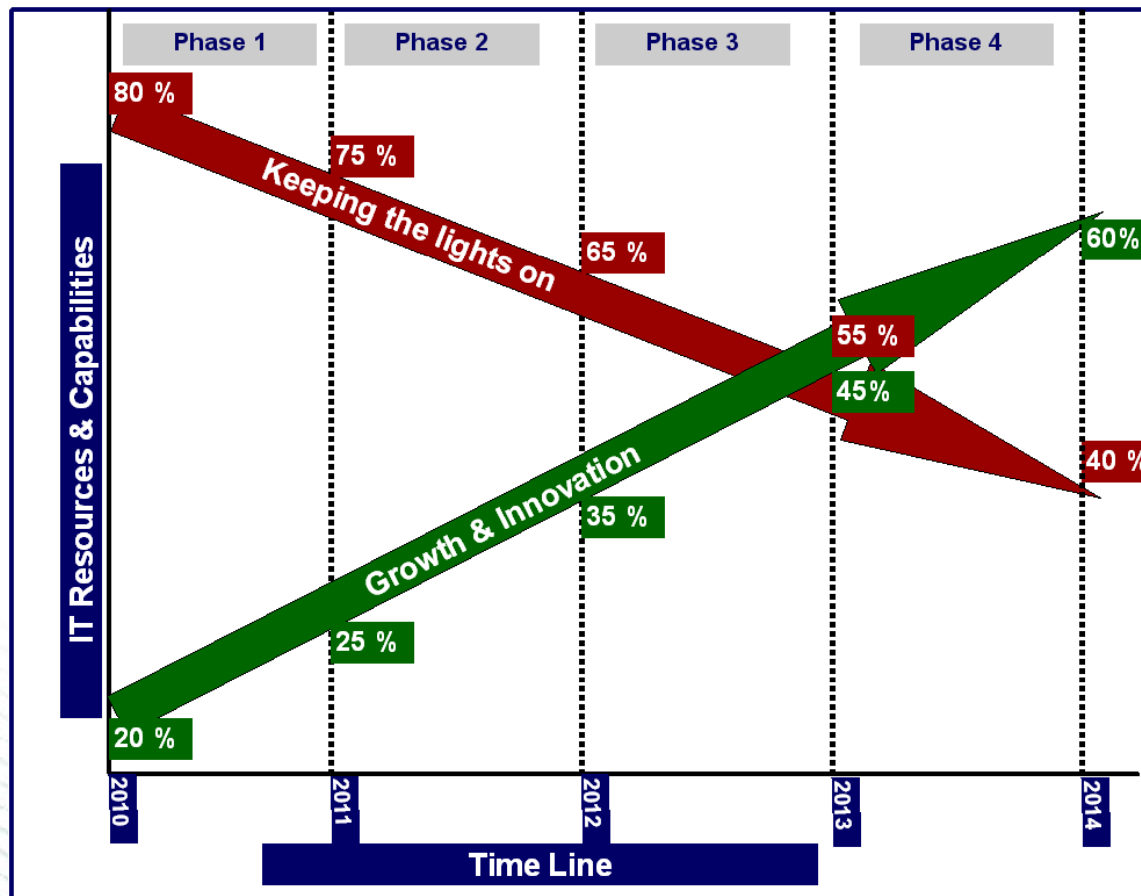 Phase 1
Phase 2
Phase 3
Phase 4
80 %
75 %
Keeping the lights on
65 %
60%
55 %
45%
40 %
Growth & Innovation
35 %
25 %
20 %
IT Resources & Capabilities
2010
2011
2012
2013
2014
Time Line